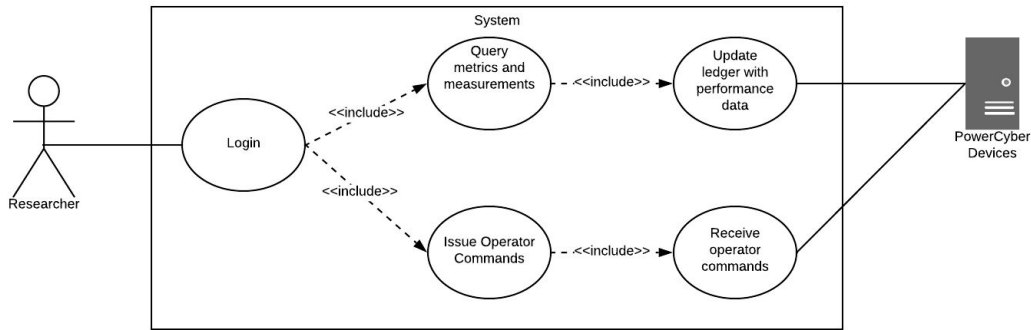 System
Researcher
Login
<<include>>
<<include>>
Query
metrics and
measurements
<<include>>
Update
ledger with
performance
data
Issue Operator
Commands
<<include>>
Receive
operator
commands
PowerCyber
Devices